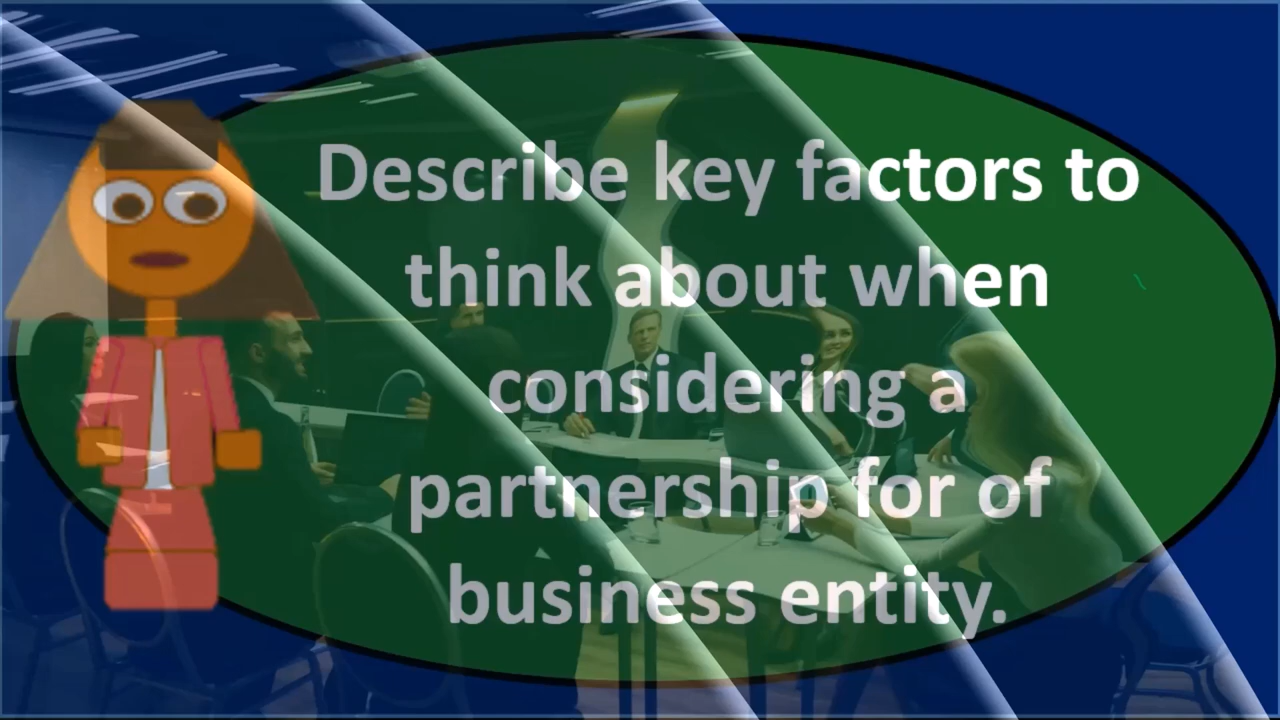 Describe key factors to
think about when
considering a
partnership for of
business entity.